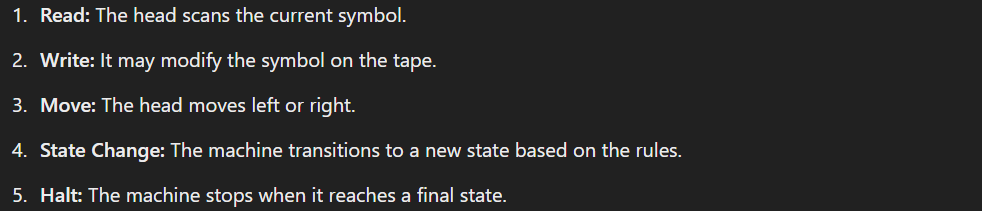 1. Read: The head scans the current symbol.
2. Write: It may modify the symbol on the tape.
3. Move: The head moves left or right.
4. State Change: The machine transitions to a new state based on the rules.
5. Halt: The machine stops when it reaches a final state.